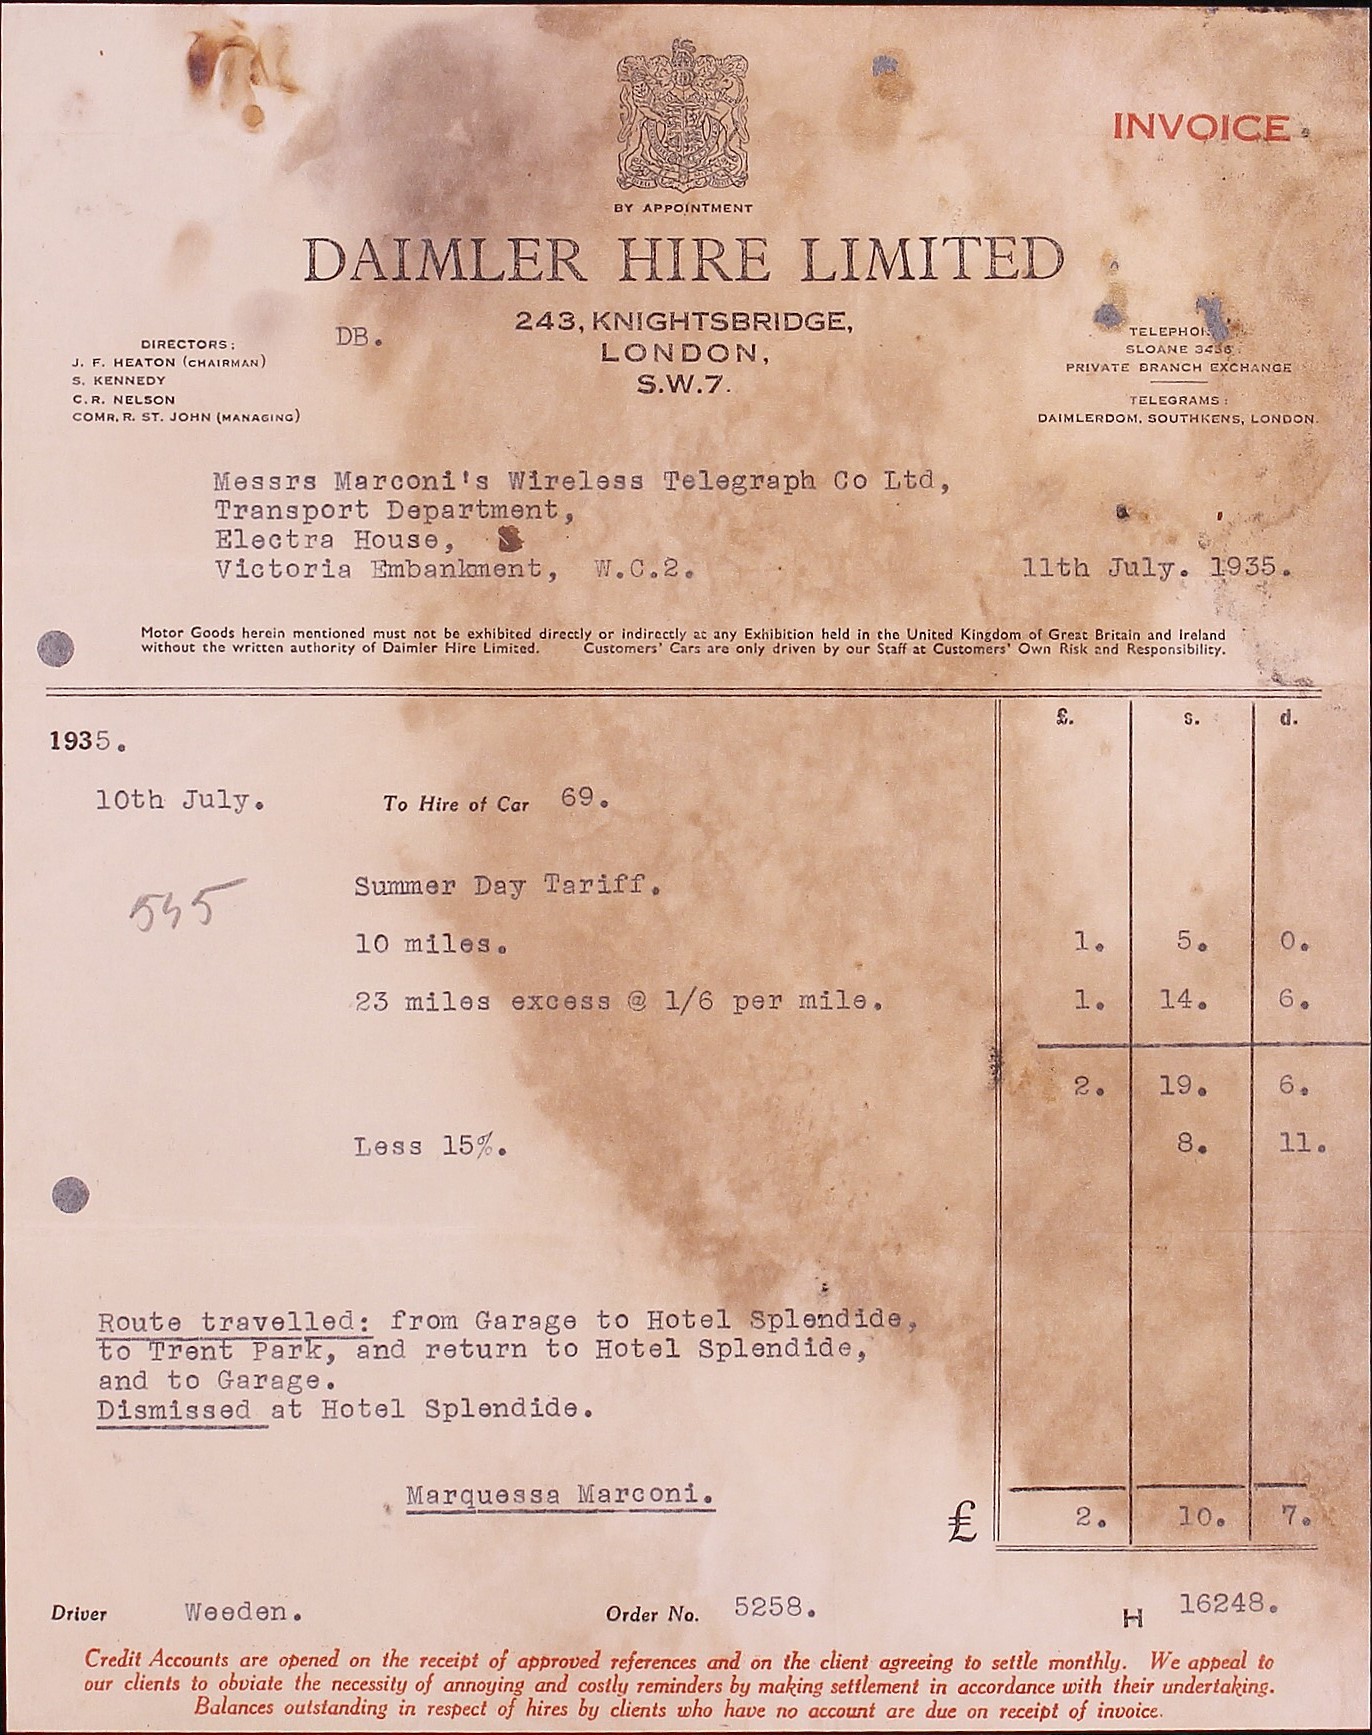 INVOICE.
BY APPOINTMENT
DAIMLER HIRE LIMITED
243, KNIGHTSBRIDGE,
LONDON,
S.W.7.
DB.
DIRECTORS:
J. F. HEATON (CHAIRMAN)
S. KENNEDY
C. R. NELSON
COMR. R. ST. JOHN (MANAGING)
SLOANE 3456.
PRIVATE BRANCH EXCHANGE
TELEGRAMS:
DAIMLERDOM, SOUTHKENS, LONDON.
Messrs Marconi's Wireless Telegraph Co Ltd,
Transport Department,
Electra House,
Victoria Embankment, W.C.2.
11th July. 1935.
Motor Goods herein mentioned must not be exhibited directly or indirectly at any Exhibition held in the United Kingdom of Great Britain and Ireland
without the written authority of Daimler Hire Limited. Customers' Cars are only driven by our Staff at Customers' Own Risk and Responsibility.
£. s. d.
1935.
10th July. To Hire of Car 69.
545
Summer Day Tariff.
10 miles. 1. 5. 0.
23 miles excess @ 1/6 per mile. 1. 14. 6.
2. 19. 6.
Less 15%. 8. 11.
Route travelled: from Garage to Hotel Splendide,
to Trent Park, and return to Hotel Splendide,
and to Garage.
Dismissed at Hotel Splendide.
Marquessa Marconi.
£ 2. 10. 7.
Driver Weeden. Order No. 5258. H 16248.
Credit Accounts are opened on the receipt of approved references and on the client agreeing to settle monthly. We appeal to
our clients to obviate the necessity of annoying and costly reminders by making settlement in accordance with their undertaking.
Balances outstanding in respect of hires by clients who have no account are due on receipt of invoice.